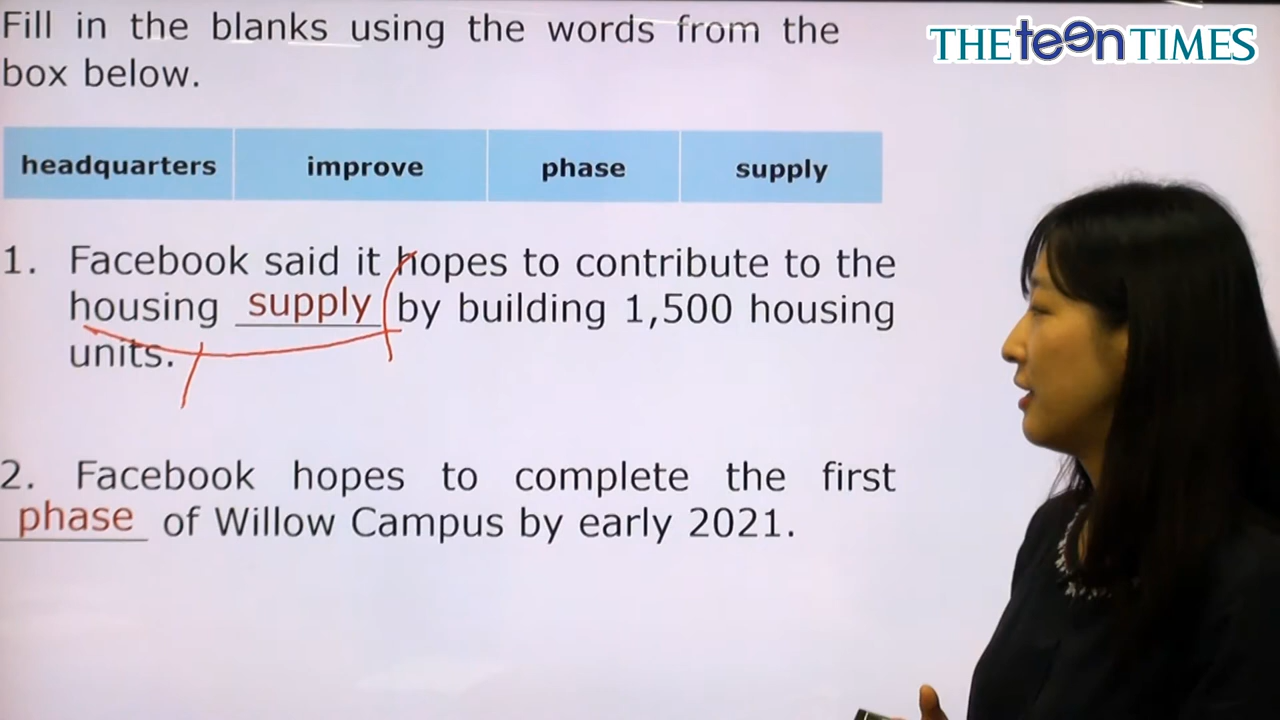 THE teen TIMES
Fill in the blanks using the words from the
box below.
headquarters improve phase supply
1. Facebook said it hopes to contribute to the
housing supply by building 1,500 housing
units.
2. Facebook hopes to complete the first
phase of Willow Campus by early 2021.